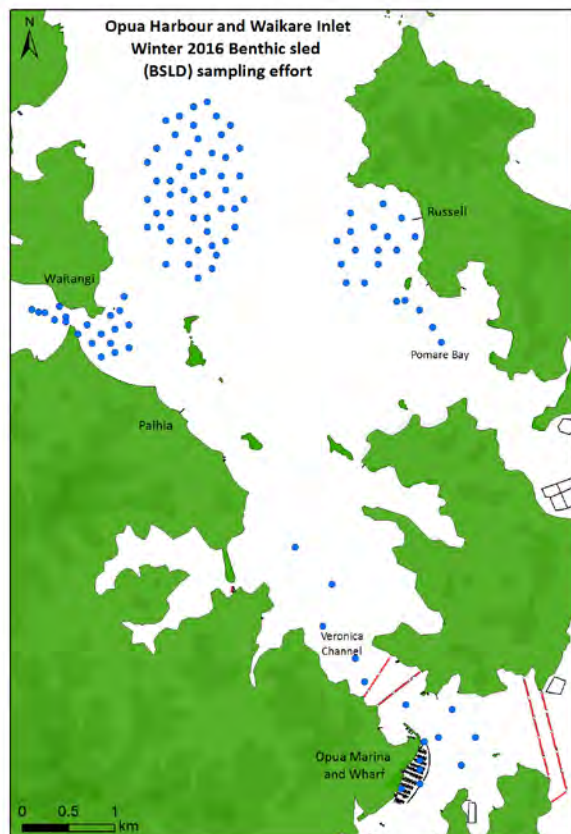 Opua Harbour and Waikare Inlet
Winter 2016 Benthic sled
(BSLD) sampling effort
N
Russell
Waitangi
Pomare Bay
Paihia
Veronica
Channel
Opua Marina
and Wharf
0 0.5 1
km